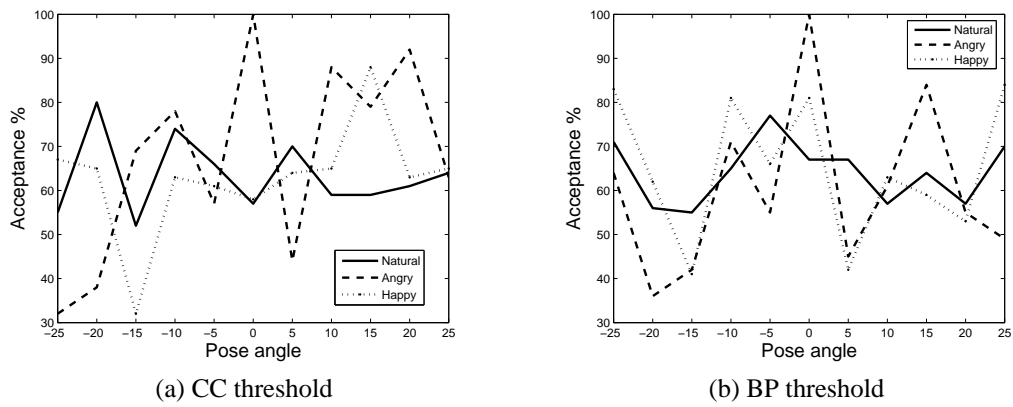 100
90
80
70
60
50
40
30
−25 −20 −15 −10 −5 0 5 10 15 20 25
Acceptance %
Pose angle
Natural
Angry
Happy
(a) CC threshold
100
90
80
70
60
50
40
30
−25 −20 −15 −10 −5 0 5 10 15 20 25
Acceptance %
Pose angle
Natural
Angry
Happy
(b) BP threshold